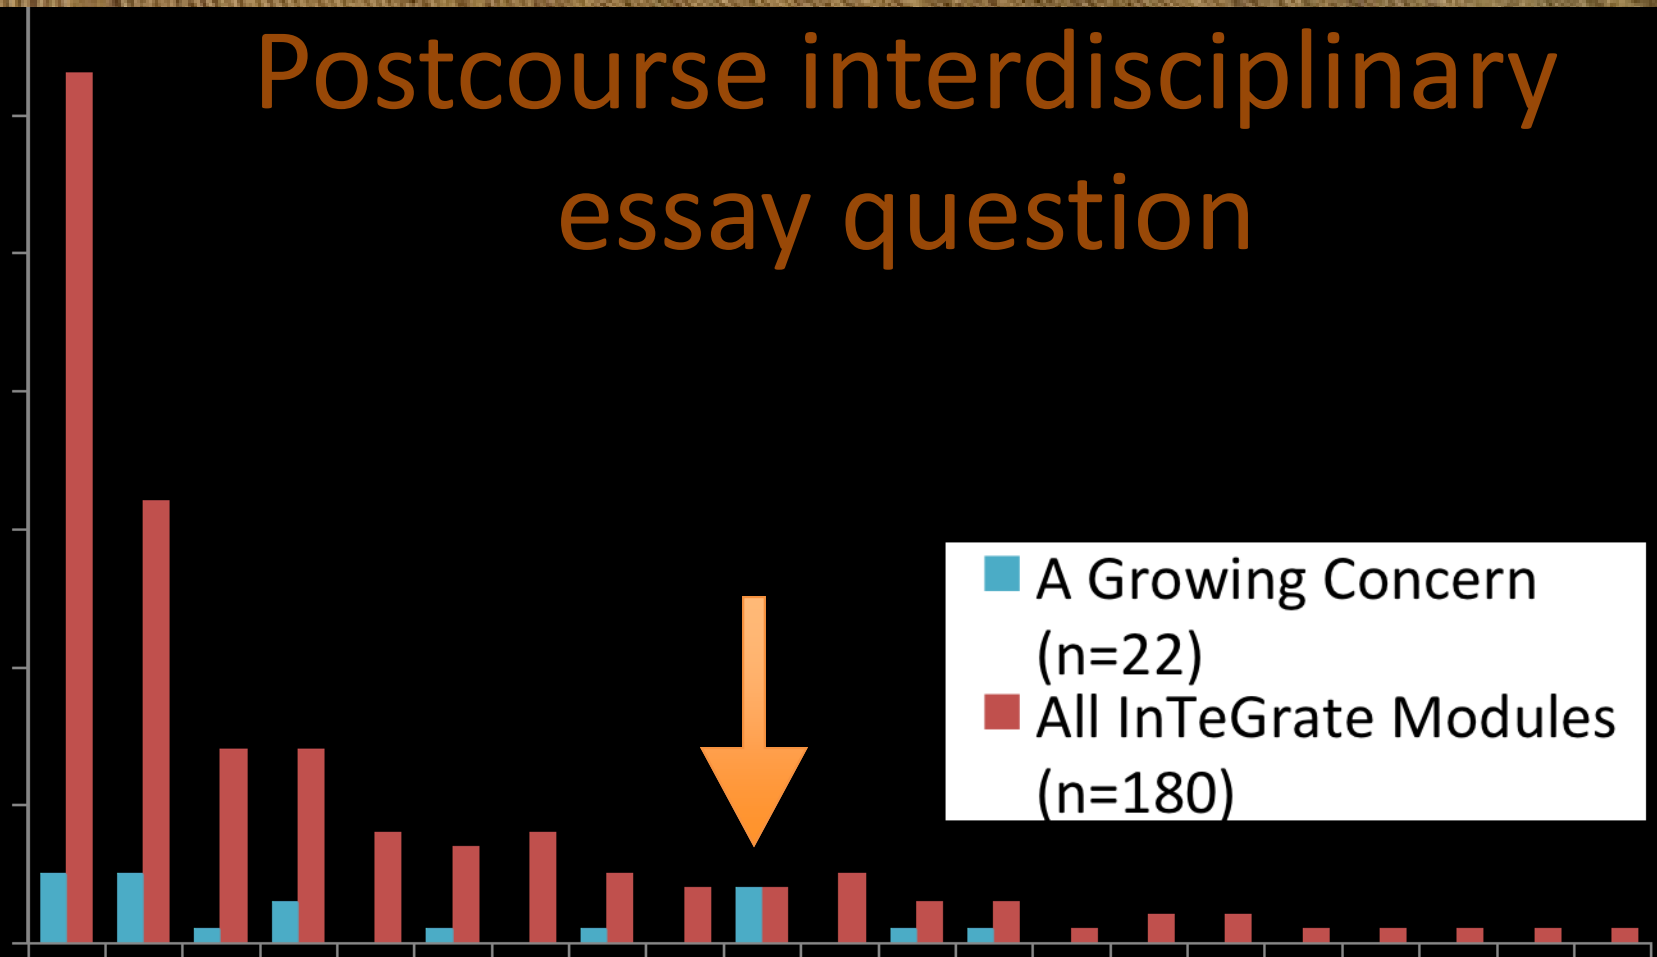 Postcourse interdisciplinary
essay question
A Growing Concern
(n=22)
All InTeGrate Modules
(n=180)